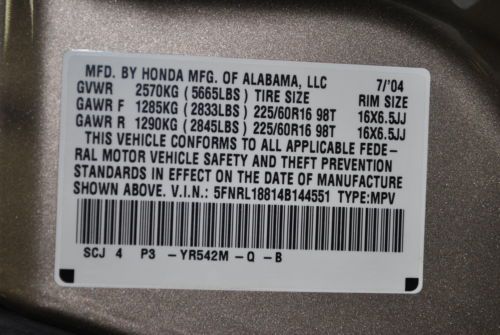 MFD. BY HONDA MFG. OF ALABAMA, LLC 7/'04
GVWR 2570KG (5665LBS) TIRE SIZE RIM SIZE
GAWR F 1285KG (2833LBS) 225/60R16 98T 16X6.5JJ
GAWR R 1290KG (2845LBS) 225/60R16 98T 16X6.5JJ
THIS VEHICLE CONFORMS TO ALL APPLICABLE FEDE-
RAL MOTOR VEHICLE SAFETY AND THEFT PREVENTION
STANDARDS IN EFFECT ON THE DATE OF MANUFACTURE
SHOWN ABOVE. V.I.N.: 5FNRL18814B144551 TYPE:MPV
SCJ 4 P3 -YR542M -Q -B